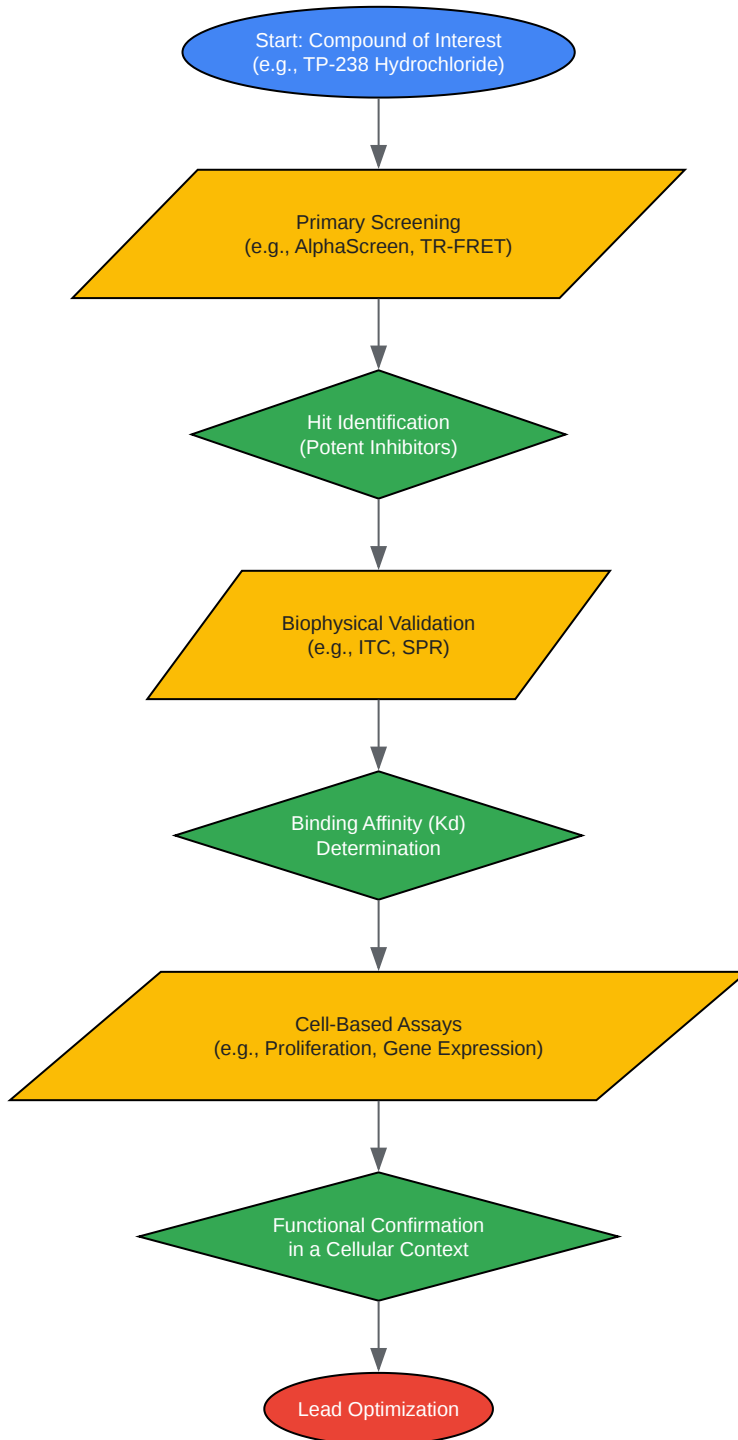 Start: Compound of Interest
(e.g., TP-238 Hydrochloride)
Primary Screening
(e.g., AlphaScreen, TR-FRET)
Hit Identification
(Potent Inhibitors)
Biophysical Validation
(e.g., ITC, SPR)
Binding Affinity (Kd)
Determination
Cell-Based Assays
(e.g., Proliferation, Gene Expression)
Functional Confirmation
in a Cellular Context
Lead Optimization